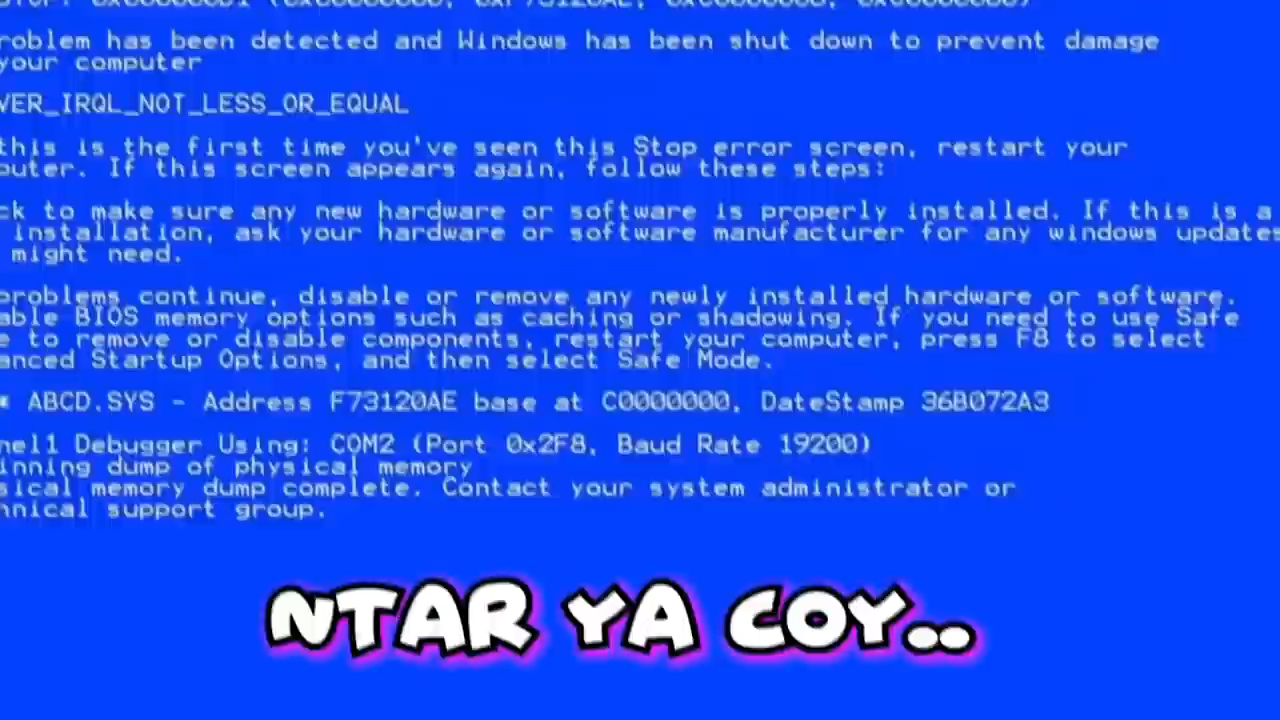 roblem has been detected and Windows has been shut down to prevent damage
your computer
VER_IRQL_NOT_LESS_OR_EQUAL
this is the first time you've seen this Stop error screen, restart your
puter. If this screen appears again, follow these steps:
ck to make sure any new hardware or software is properly installed. If this is a
installation, ask your hardware or software manufacturer for any windows updates
might need.
problems continue, disable or remove any newly installed hardware or software.
able BIOS memory options such as caching or shadowing. If you need to use Safe
e to remove or disable components, restart your computer, press F8 to select
anced Startup Options, and then select Safe Mode.
* ABCD.SYS - Address F73120AE base at C0000000, DateStamp 36B072A3
nel1 Debugger Using: COM2 (Port 0x2F8, Baud Rate 19200)
inning dump of physical memory
sical memory dump complete. Contact your system administrator or
hnical support group.
NTAR YA COY..